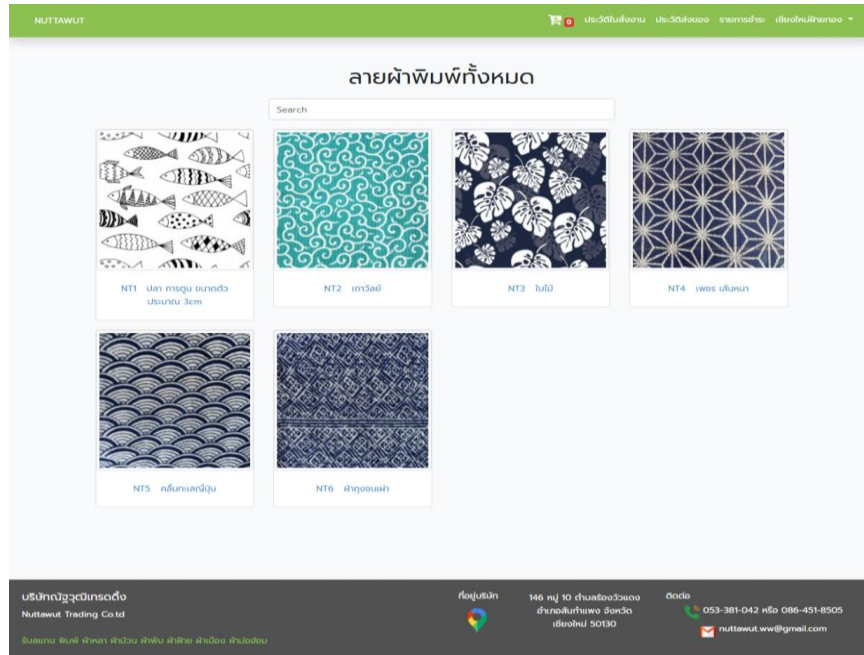 NUTTAWUT
0 ประวัติใบสั่งงาน ประวัติส่งของ รายการชำระ เชียงใหม่ฝ้ายทอง
ลายผ้าพิมพ์ทั้งหมด
Search
NT1 ปลา การตูน ขนาดตัว
ประมาณ 3cm
NT2 เถาวัลย์
NT3 ใบไม้
NT4 เพชร เส้นหนา
NT5 คลื่นทะเลญี่ปุ่น
NT6 ผ้าถุงชนเผ่า
บริษัทณัฐวุฒิเทรดดิ้ง
Nuttawut Trading Co.td
รับสแกน พิมพ์ ผ้าหลา ผ้าม้วน ผ้าพับ ผ้าฝ้าย ผ้าเมือง ผ้าม่อฮ่อม
ที่อยู่บริษัท
146 หมู่ 10 ตำบลร้องวัวแดง
อำเภอสันกำแพง จังหวัด
เชียงใหม่ 50130
ติดต่อ
053-381-042 หรือ 086-451-8505
nuttawut.ww@gmail.com